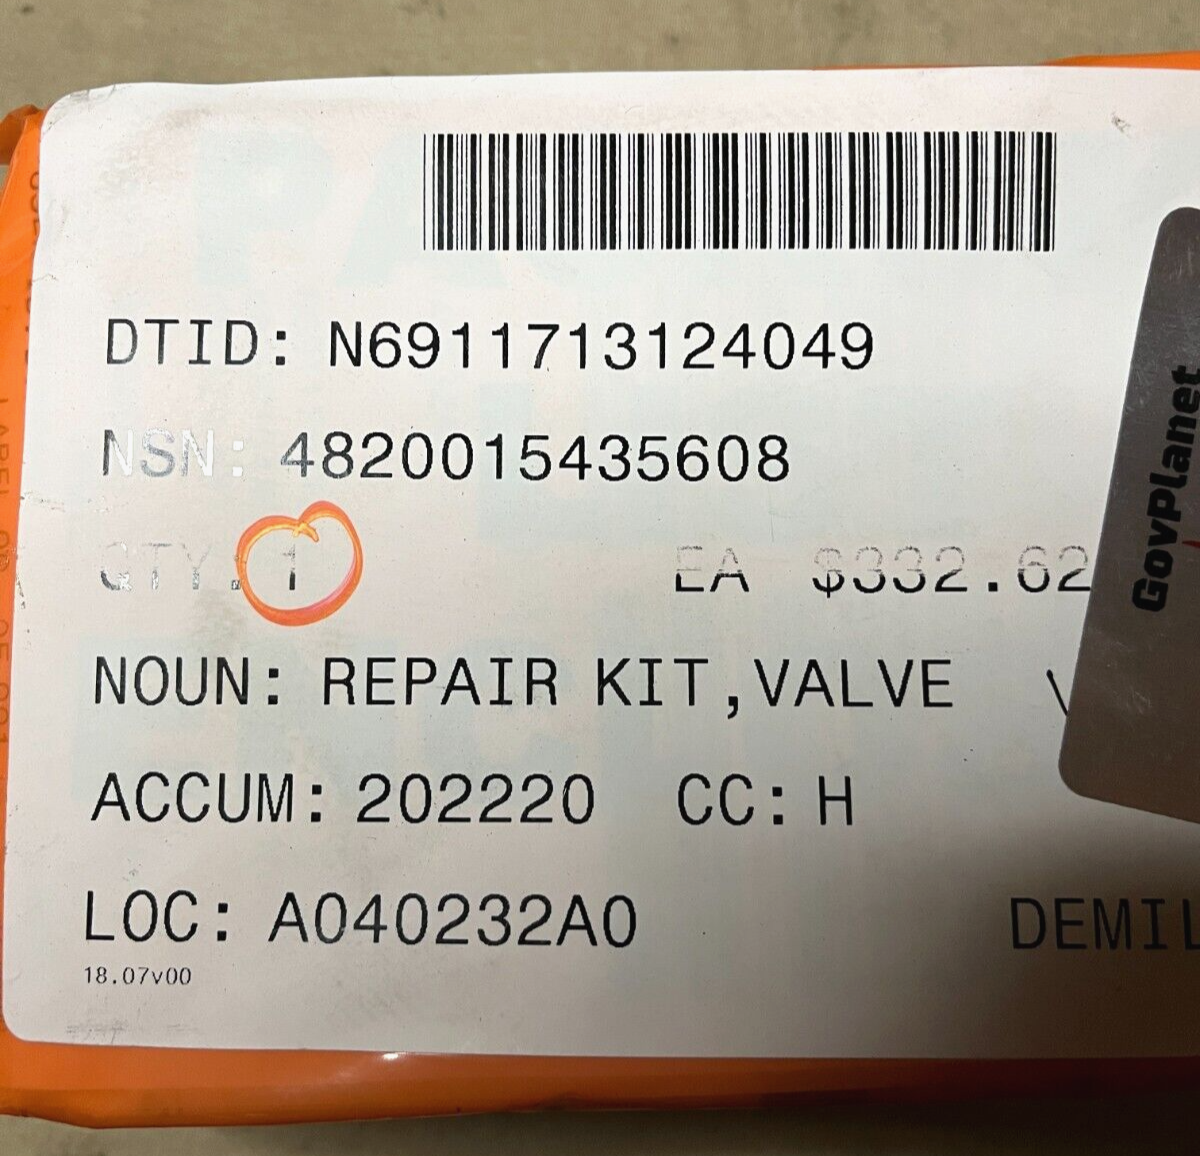 DTID: N6911713124049
NSN: 4820015435608
QTY: 1 EA $332.62
NOUN: REPAIR KIT,VALVE
ACCUM: 202220 CC: H
LOC: A040232A0 DEMIL
18.07v00
GovPlanet